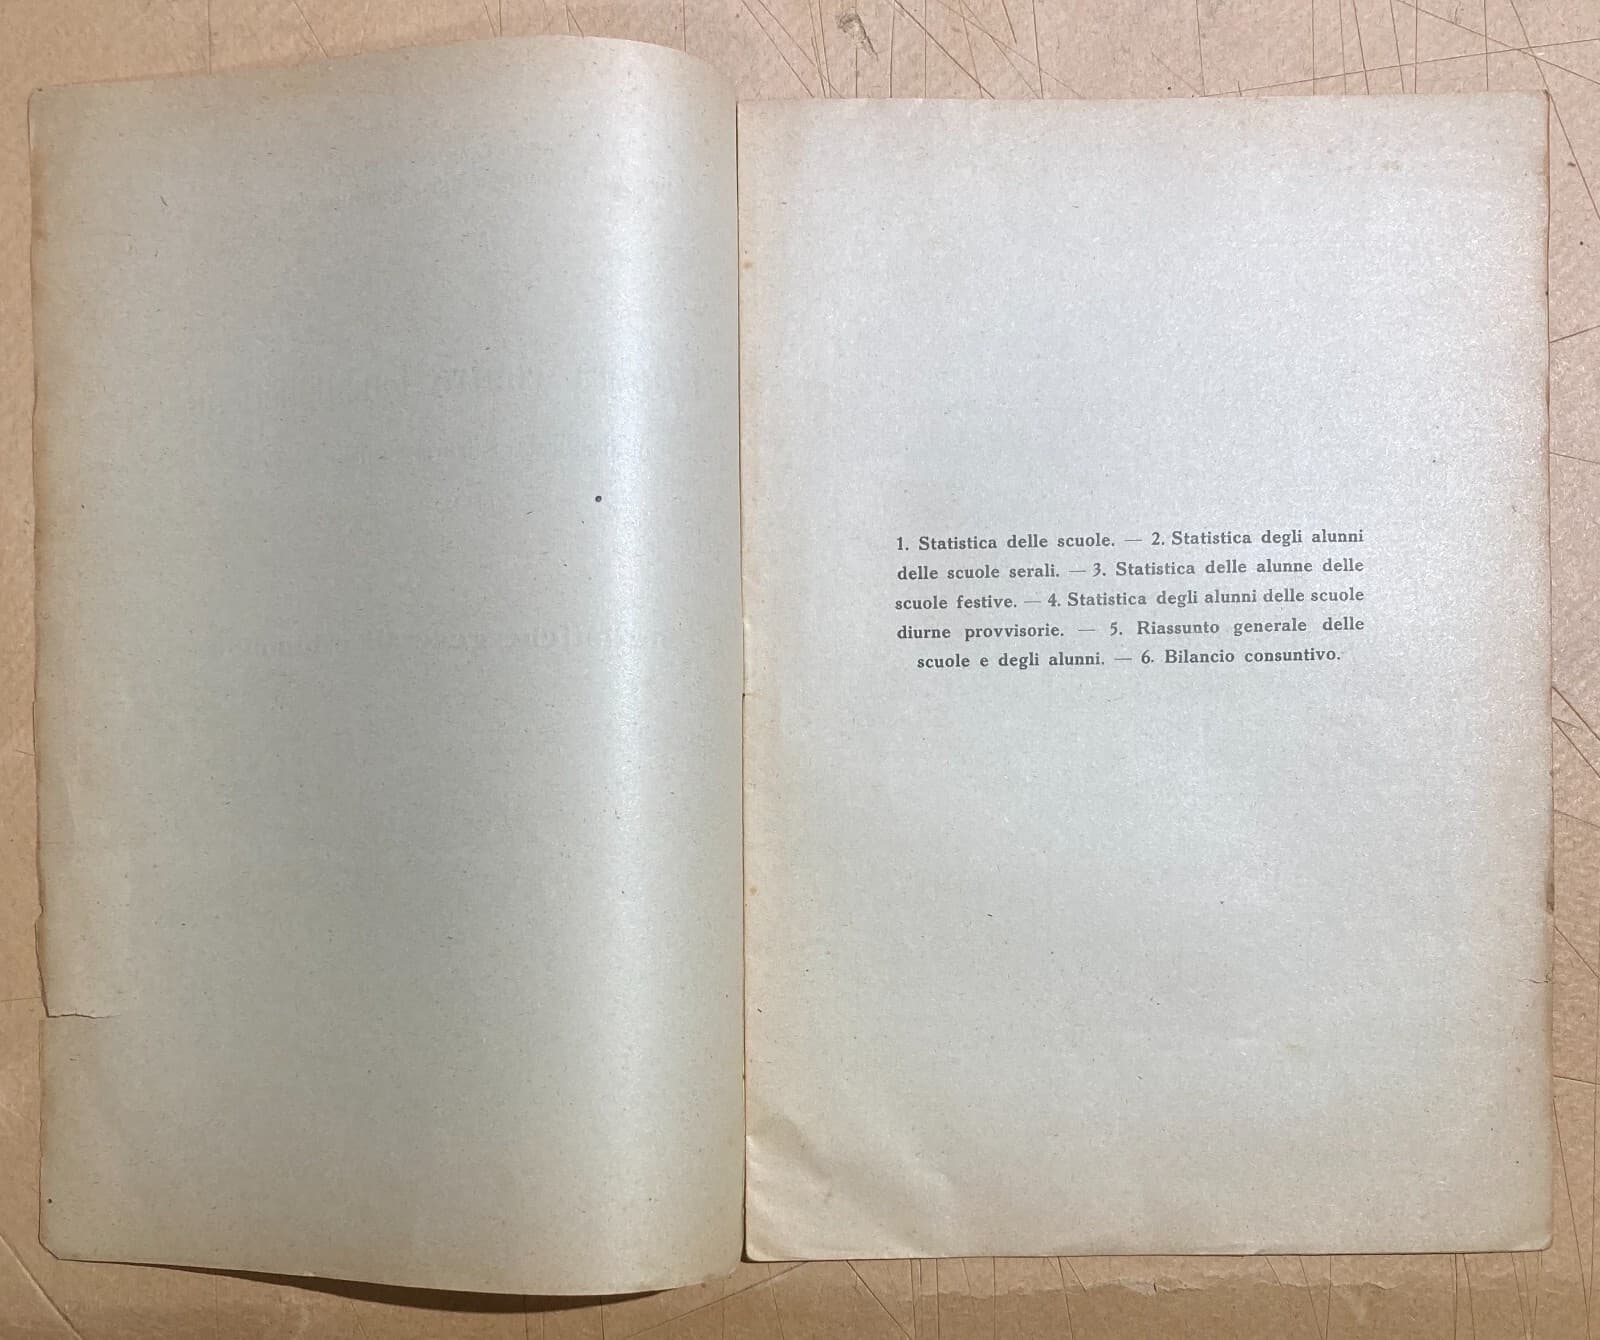 1. Statistica delle scuole. — 2. Statistica degli alunni
delle scuole serali. — 3. Statistica delle alunne delle
scuole festive. — 4. Statistica degli alunni delle scuole
diurne provvisorie. — 5. Riassunto generale delle
scuole e degli alunni. — 6. Bilancio consuntivo.